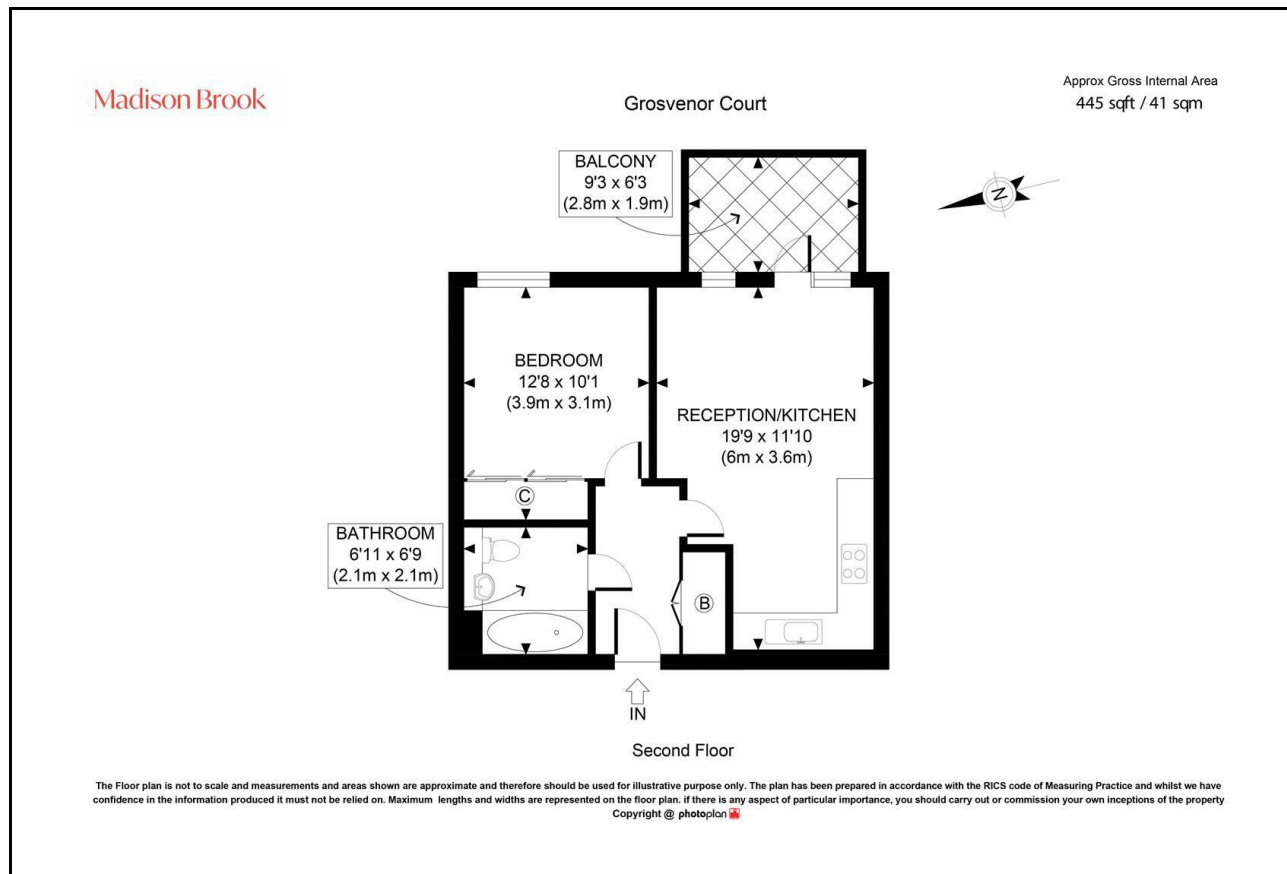 Madison Brook
Grosvenor Court
Approx Gross Internal Area
445 sqft / 41 sqm
BALCONY
9'3 x 6'3
(2.8m x 1.9m)
N
BEDROOM
12'8 x 10'1
(3.9m x 3.1m)
RECEPTION/KITCHEN
19'9 x 11'10
(6m x 3.6m)
C
BATHROOM
6'11 x 6'9
(2.1m x 2.1m)
B
IN
Second Floor
The Floor plan is not to scale and measurements and areas shown are approximate and therefore should be used for illustrative purpose only. The plan has been prepared in accordance with the RICS code of Measuring Practice and whilst we have
confidence in the information produced it must not be relied on. Maximum lengths and widths are represented on the floor plan. if there is any aspect of particular importance, you should carry out or commission your own inceptions of the property
Copyright @ photoplan